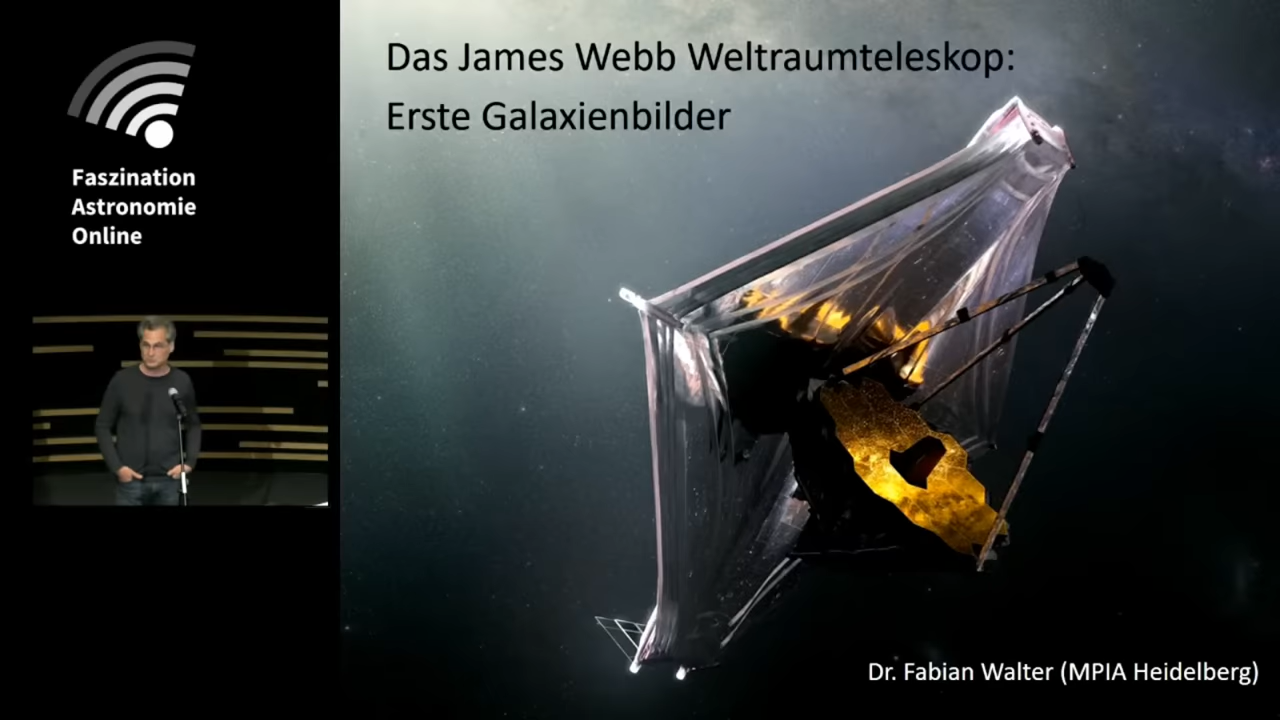 Faszination
Astronomie
Online
Das James Webb Weltraumteleskop:
Erste Galaxienbilder
Dr. Fabian Walter (MPIA Heidelberg)